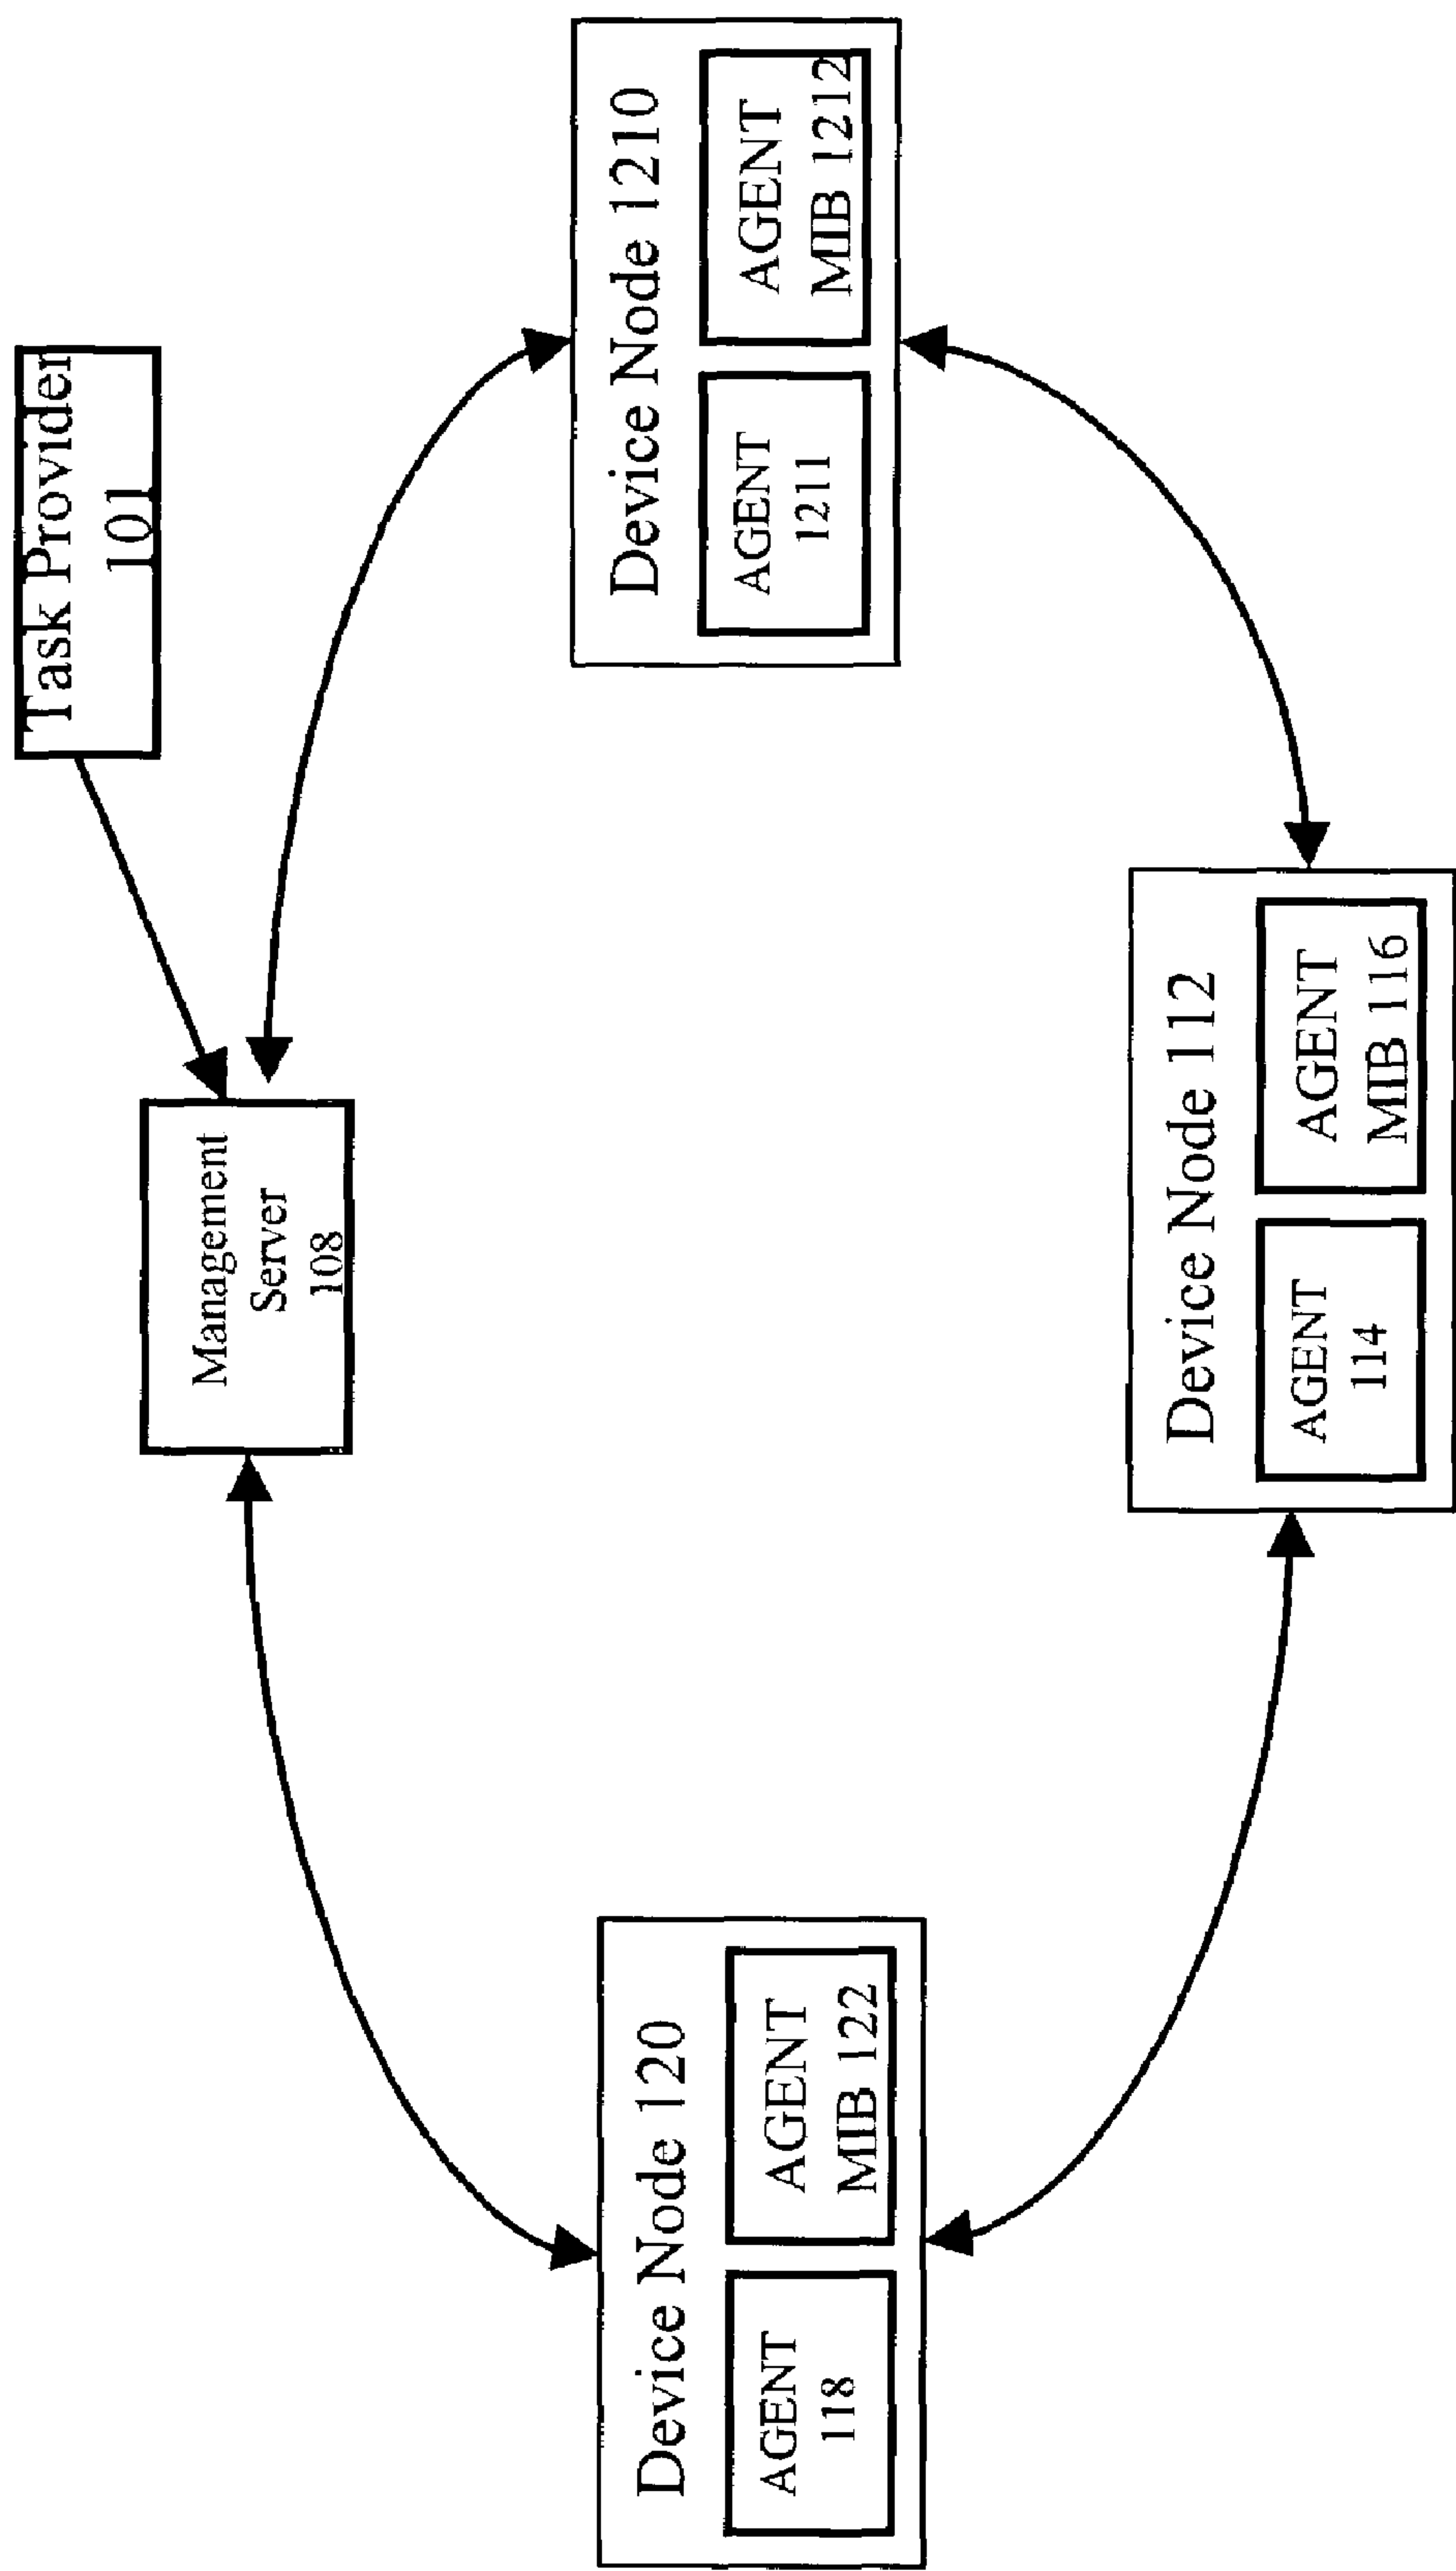 Task Provider
101
Management
Server
108
Device Node 120
AGENT
118
AGENT
MIB 122
Device Node 1210
AGENT
1211
AGENT
MIB 1212
Device Node 112
AGENT
114
AGENT
MIB 116